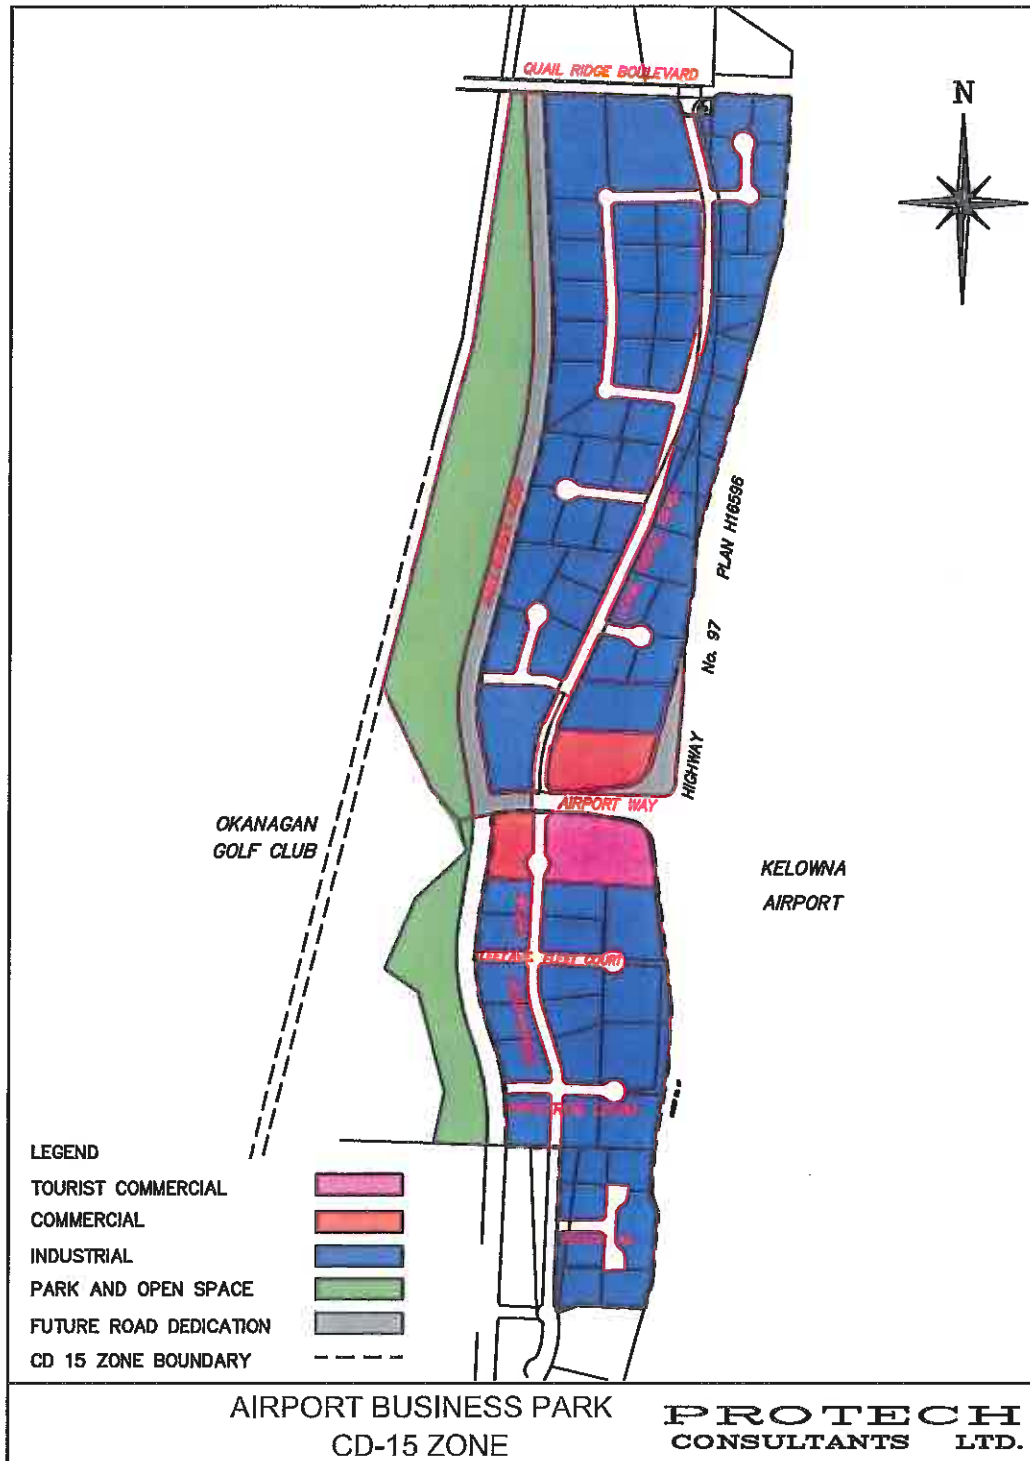 QUAIL RIDGE BOULEVARD
N
PLAN H16596
No. 97
HIGHWAY
AIRPORT WAY
OKANAGAN
GOLF CLUB
KELOWNA
AIRPORT
FLEET COURT
LEGEND
TOURIST COMMERCIAL
COMMERCIAL
INDUSTRIAL
PARK AND OPEN SPACE
FUTURE ROAD DEDICATION
CD 15 ZONE BOUNDARY
AIRPORT BUSINESS PARK
CD-15 ZONE
PROTECH
CONSULTANTS LTD.